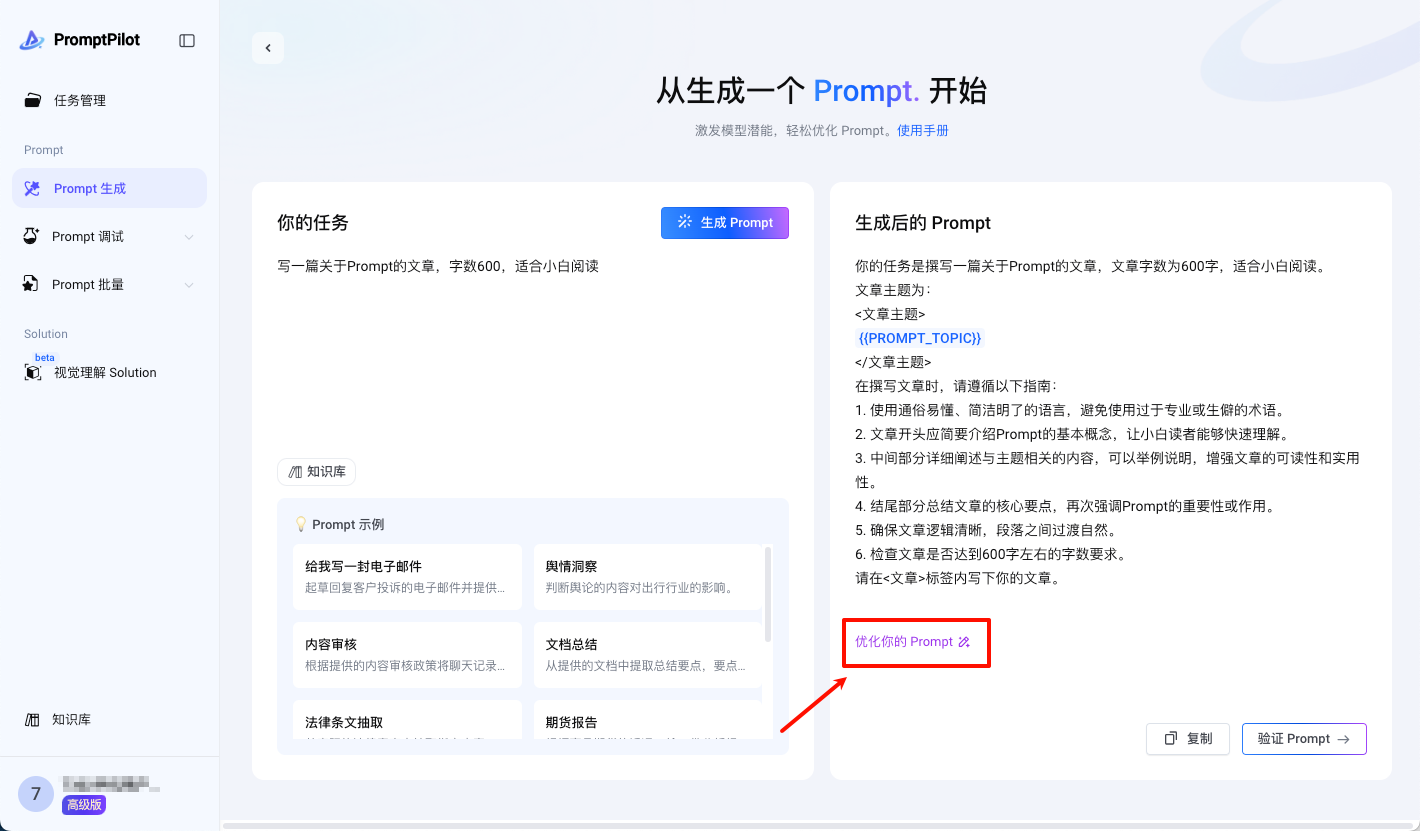 PromptPilot
任务管理
Prompt
Prompt 生成
Prompt 调试
Prompt 批量
Solution
beta
视觉理解 Solution
知识库
7
高级版
从生成一个 Prompt. 开始
激发模型潜能，轻松优化 Prompt。使用手册
你的任务
生成 Prompt
写一篇关于Prompt的文章，字数600，适合小白阅读
知识库
Prompt 示例
给我写一封电子邮件
起草回复客户投诉的电子邮件并提供...
舆情洞察
判断舆论的内容对出行行业的影响。
内容审核
根据提供的内容审核政策将聊天记录...
文档总结
从提供的文档中提取总结要点，要点...
法律条文抽取
期货报告
生成后的 Prompt
你的任务是撰写一篇关于Prompt的文章，文章字数为600字，适合小白阅读。
文章主题为：
<文章主题>
{{PROMPT_TOPIC}}
</文章主题>
在撰写文章时，请遵循以下指南：
1. 使用通俗易懂、简洁明了的语言，避免使用过于专业或生僻的术语。
2. 文章开头应简要介绍Prompt的基本概念，让小白读者能够快速理解。
3. 中间部分详细阐述与主题相关的内容，可以举例说明，增强文章的可读性和实用
性。
4. 结尾部分总结文章的核心要点，再次强调Prompt的重要性或作用。
5. 确保文章逻辑清晰，段落之间过渡自然。
6. 检查文章是否达到600字左右的字数要求。
请在<文章>标签内写下你的文章。
优化你的 Prompt
复制
验证 Prompt